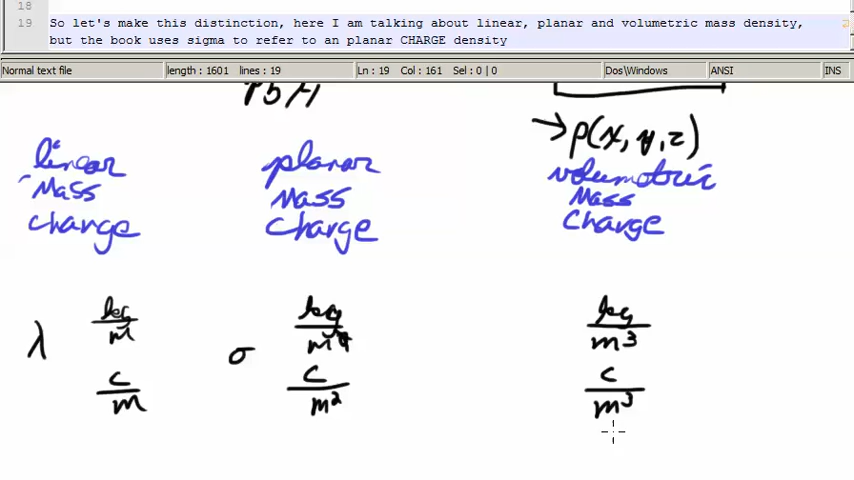 18
19 So let's make this distinction, here I am talking about linear, planar and volumetric mass density,
but the book uses sigma to refer to an planar CHARGE density
Normal text file length : 1601 lines : 19 Ln : 19 Col : 161 Sel : 0 | 0 Dos\Windows ANSI INS
→ρ(x, y, z)
linear planar volumetric
Mass Mass Mass
Charge Charge Charge
λ kg/m σ kg/m² kg/m³
C/m C/m² C/m³